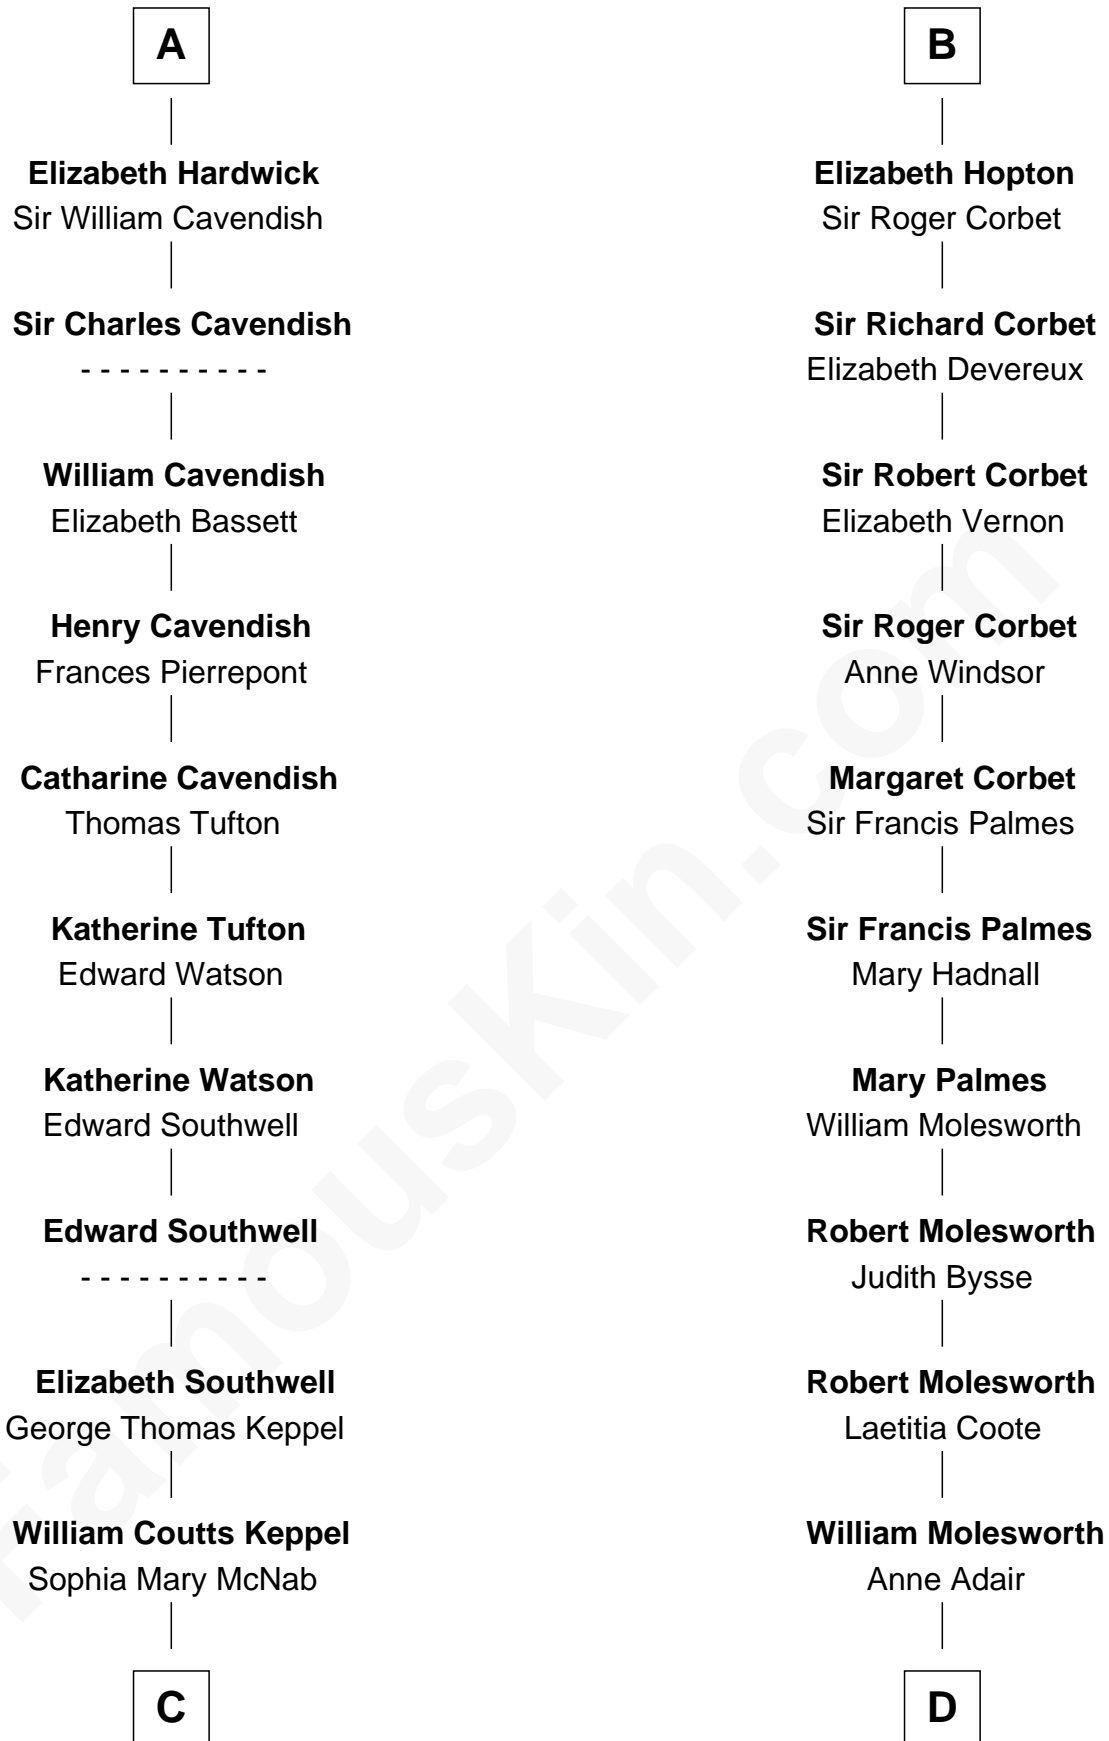 A
Elizabeth Hardwick
Sir William Cavendish
Sir Charles Cavendish
- - - - - - - - - -
William Cavendish
Elizabeth Bassett
Henry Cavendish
Frances Pierrepont
Catharine Cavendish
Thomas Tufton
Katherine Tufton
Edward Watson
Katherine Watson
Edward Southwell
Edward Southwell
- - - - - - - - - -
Elizabeth Southwell
George Thomas Keppel
William Coutts Keppel
Sophia Mary McNab
C
B
Elizabeth Hopton
Sir Roger Corbet
Sir Richard Corbet
Elizabeth Devereux
Sir Robert Corbet
Elizabeth Vernon
Sir Roger Corbet
Anne Windsor
Margaret Corbet
Sir Francis Palmes
Sir Francis Palmes
Mary Hadnall
Mary Palmes
William Molesworth
Robert Molesworth
Judith Bysse
Robert Molesworth
Laetitia Coote
William Molesworth
Anne Adair
D
FamousKin.com